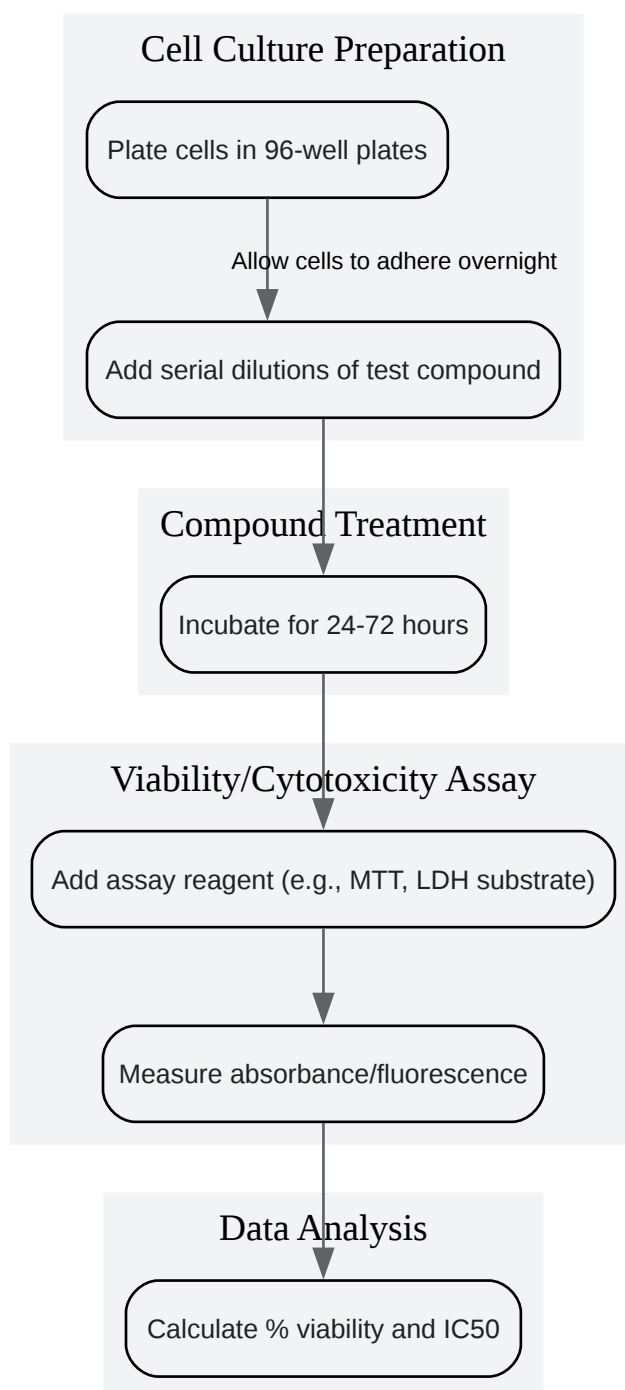 Cell Culture Preparation
Plate cells in 96-well plates
Allow cells to adhere overnight
Add serial dilutions of test compound
Compound Treatment
Incubate for 24-72 hours
Viability/Cytotoxicity Assay
Add assay reagent (e.g., MTT, LDH substrate)
Measure absorbance/fluorescence
Data Analysis
Calculate % viability and IC50